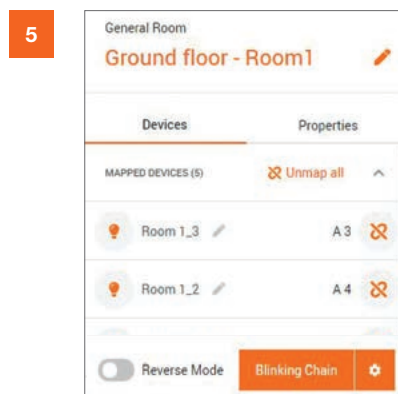 5
General Room
Ground floor - Room1
Devices Properties
MAPPED DEVICES (5) Unmap all
Room 1_3 A 3
Room 1_2 A 4
Reverse Mode Blinking Chain